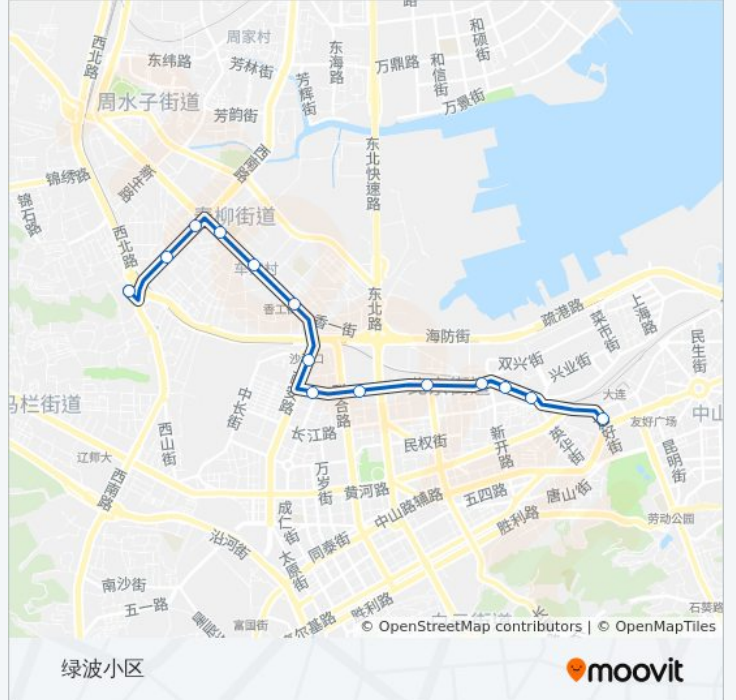 西北路
周家村
东海路
和硕街
东纬路
芳林街
万鼎路
和信街
芳辉街
周水子街道
万景街
芳韵街
东北快速路
西南路
锦绣路
新生路
锦石路
春柳街道
西北路
香工街
东北路
香一街
海防街
疏港路
上海路
菜市街
民生街
双兴街
兴业街
大连
中长街
西山街
长江路
民权街
新开路
英华街
友好广场
昆明街
辽师大
西南路
万岁街
黄河路
中山路辅路
五四路
唐山街
胜利路
劳动公园
成仁街
沿河街
同泰街
太原街
南沙街
五一路
富国街
胜利路
石葵路
© OpenStreetMap contributors | © OpenMapTiles
绿波小区
moovit